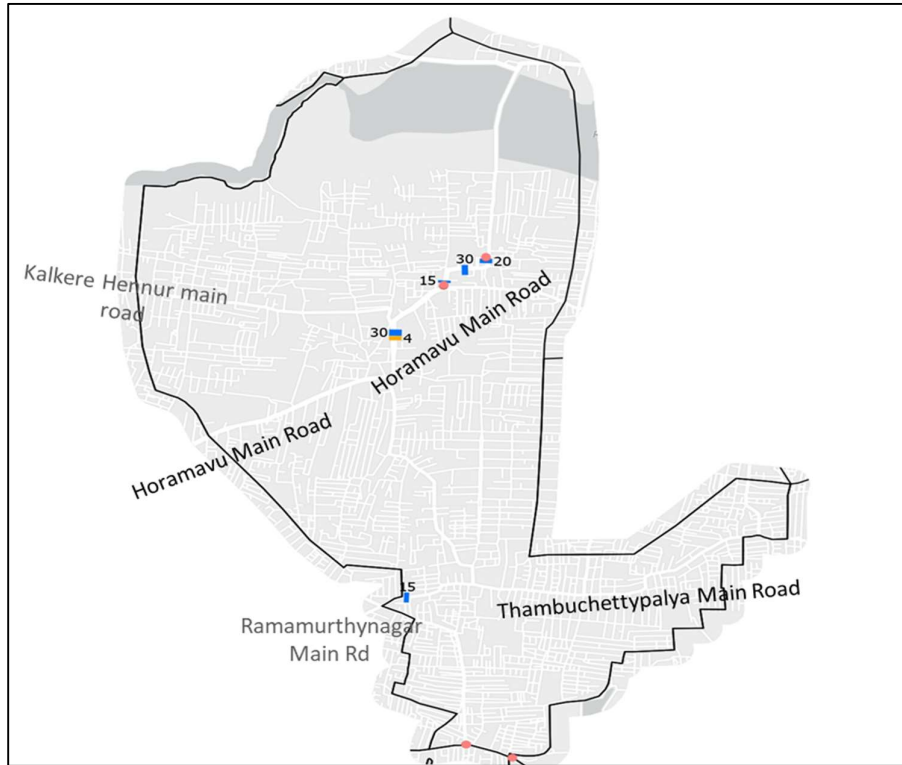 30
20
15
Kalkere Hennur main
road
30
4
Horamavu Main Road
Horamavu Main Road
15
Thambuchettypalya Main Road
Ramamurthynagar
Main Rd